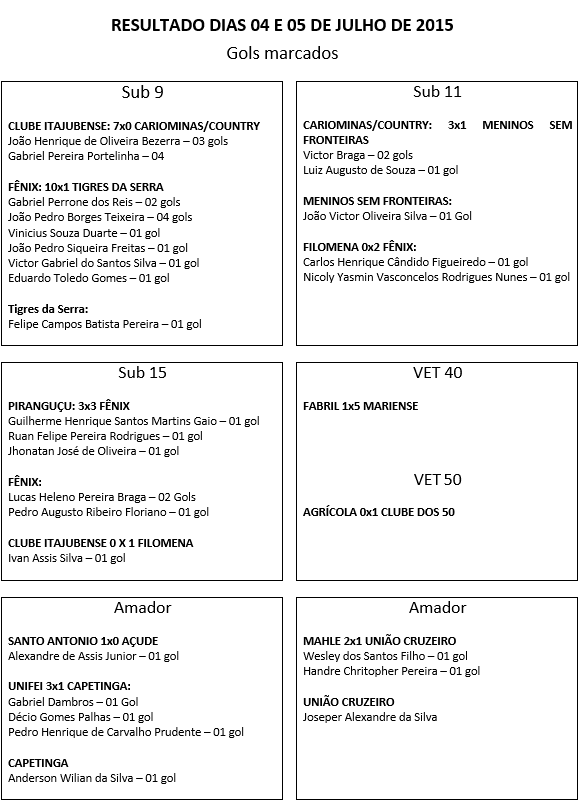 RESULTADO DIAS 04 E 05 DE JULHO DE 2015
Gols marcados
Sub 9
CLUBE ITAJUBENSE: 7x0 CARIOMINAS/COUNTRY
João Henrique de Oliveira Bezerra – 03 gols
Gabriel Pereira Portelinha – 04
FÊNIX: 10x1 TIGRES DA SERRA
Gabriel Perrone dos Reis – 02 gols
João Pedro Borges Teixeira – 04 gols
Vinicius Souza Duarte – 01 gol
João Pedro Siqueira Freitas – 01 gol
Victor Gabriel do Santos Silva – 01 gol
Eduardo Toledo Gomes – 01 gol
Tigres da Serra:
Felipe Campos Batista Pereira – 01 gol
Sub 11
CARIOMINAS/COUNTRY: 3x1 MENINOS SEM
FRONTEIRAS
Victor Braga – 02 gols
Luiz Augusto de Souza – 01 gol
MENINOS SEM FRONTEIRAS:
João Victor Oliveira Silva – 01 Gol
FILOMENA 0x2 FÊNIX:
Carlos Henrique Cândido Figueiredo – 01 gol
Nicoly Yasmin Vasconcelos Rodrigues Nunes – 01 gol
Sub 15
PIRANGUÇU: 3x3 FÊNIX
Guilherme Henrique Santos Martins Gaio – 01 gol
Ruan Felipe Pereira Rodrigues – 01 gol
Jhonatan José de Oliveira – 01 gol
FÊNIX:
Lucas Heleno Pereira Braga – 02 Gols
Pedro Augusto Ribeiro Floriano – 01 gol
CLUBE ITAJUBENSE 0 X 1 FILOMENA
Ivan Assis Silva – 01 gol
VET 40
FABRIL 1x5 MARIENSE
VET 50
AGRÍCOLA 0x1 CLUBE DOS 50
Amador
SANTO ANTONIO 1x0 AÇUDE
Alexandre de Assis Junior – 01 gol
UNIFEI 3x1 CAPETINGA:
Gabriel Dambros – 01 Gol
Décio Gomes Palhas – 01 gol
Pedro Henrique de Carvalho Prudente – 01 gol
CAPETINGA
Anderson Wilian da Silva – 01 gol
Amador
MAHLE 2x1 UNIÃO CRUZEIRO
Wesley dos Santos Filho – 01 gol
Handre Chritopher Pereira – 01 gol
UNIÃO CRUZEIRO
Joseper Alexandre da Silva